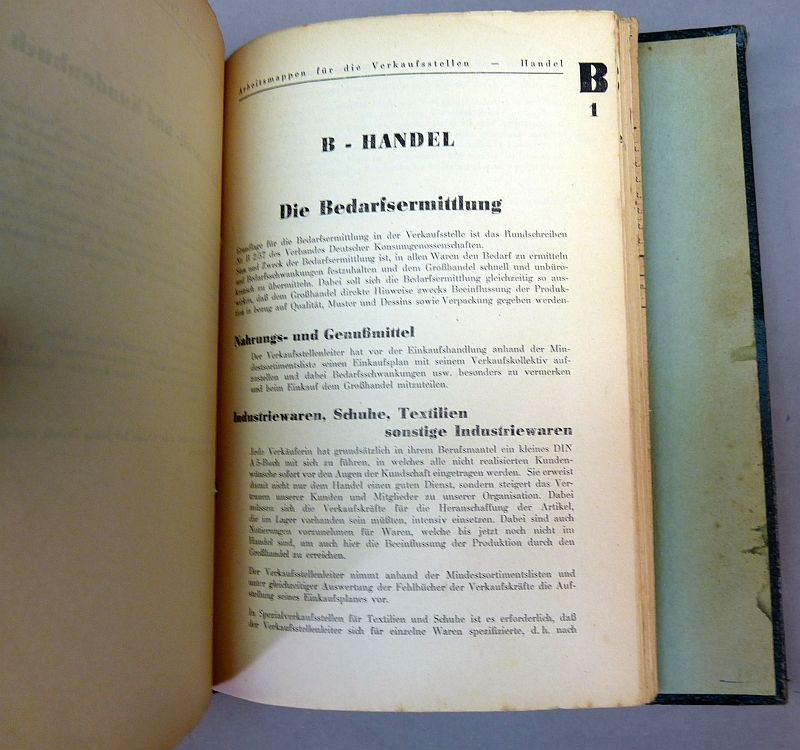 Arbeitsmappen für die Verkaufsstellen — Handel
B
1
B - HANDEL
Die Bedarfsermittlung
Grundlage für die Bedarfsermittlung in der Verkaufsstelle ist das Rundschreiben
Nr. B 2/57 des Verbandes Deutscher Konsumgenossenschaften.
Sinn und Zweck der Bedarfsermittlung ist, in allen Waren den Bedarf zu ermitteln
und Bedarfsschwankungen festzuhalten und dem Großhandel schnell und unbüro-
kratisch zu übermitteln. Dabei soll sich die Bedarfsermittlung gleichzeitig so aus-
wirken, daß dem Großhandel direkte Hinweise zwecks Beeinflussung der Produk-
tion in bezug auf Qualität, Muster und Dessins sowie Verpackung gegeben werden.
Nahrungs- und Genußmittel
Der Verkaufsstellenleiter hat vor der Einkaufshandlung anhand der Min-
destsortimentsliste seinen Einkaufsplan mit seinem Verkaufskollektiv auf-
zustellen und dabei Bedarfsschwankungen usw. besonders zu vermerken
und beim Einkauf dem Großhandel mitzuteilen.
Industriewaren, Schuhe, Textilien
sonstige Industriewaren
Jede Verkäuferin hat grundsätzlich in ihrem Berufsmantel ein kleines DIN
A 5-Buch mit sich zu führen, in welches alle nicht realisierten Kunden-
wünsche sofort vor den Augen der Kundschaft eingetragen werden. Sie erweist
damit nicht nur dem Handel einen guten Dienst, sondern steigert das Ver-
trauen unserer Kunden und Mitglieder zu unserer Organisation. Dabei
müssen sich die Verkaufskräfte für die Heranschaffung der Artikel,
die im Lager vorhanden sein müßten, intensiv einsetzen. Dabei sind auch
Notierungen vorzunehmen für Waren, welche bis jetzt noch nicht im
Handel sind, um auch hier die Beeinflussung der Produktion durch den
Großhandel zu erreichen.
Der Verkaufsstellenleiter nimmt anhand der Mindestsortimentslisten und
unter gleichzeitiger Auswertung der Fehlbücher der Verkaufskräfte die Auf-
stellung seines Einkaufsplanes vor.
In Spezialverkaufsstellen für Textilien und Schuhe ist es erforderlich, daß
der Verkaufsstellenleiter sich für einzelne Waren spezifizierte, d. h. nach